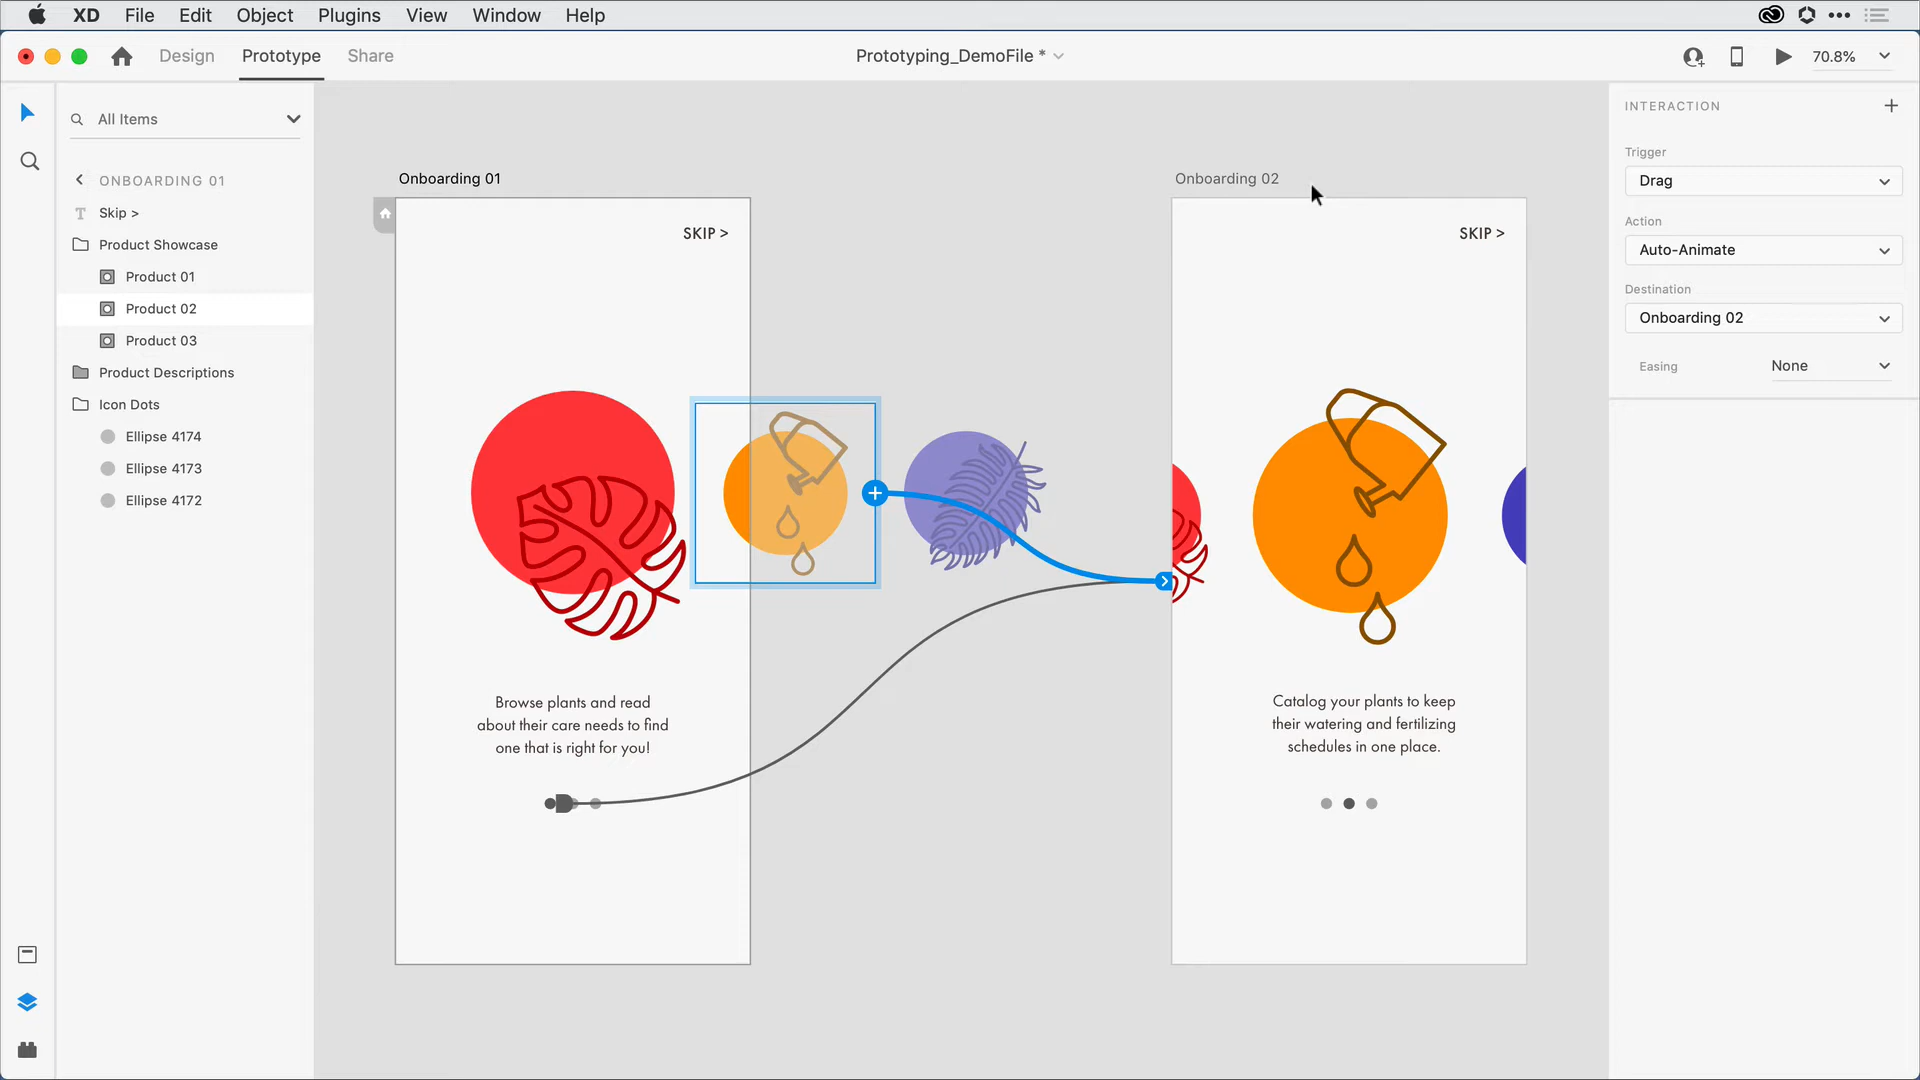 XD File Edit Object Plugins View Window Help
Design Prototype Share
Prototyping_DemoFile *
70.8%
All Items
ONBOARDING 01
Skip >
Product Showcase
Product 01
Product 02
Product 03
Product Descriptions
Icon Dots
Ellipse 4174
Ellipse 4173
Ellipse 4172
Onboarding 01
SKIP >
Browse plants and read
about their care needs to find
one that is right for you!
Onboarding 02
SKIP >
Catalog your plants to keep
their watering and fertilizing
schedules in one place.
INTERACTION
Trigger
Drag
Action
Auto-Animate
Destination
Onboarding 02
Easing None